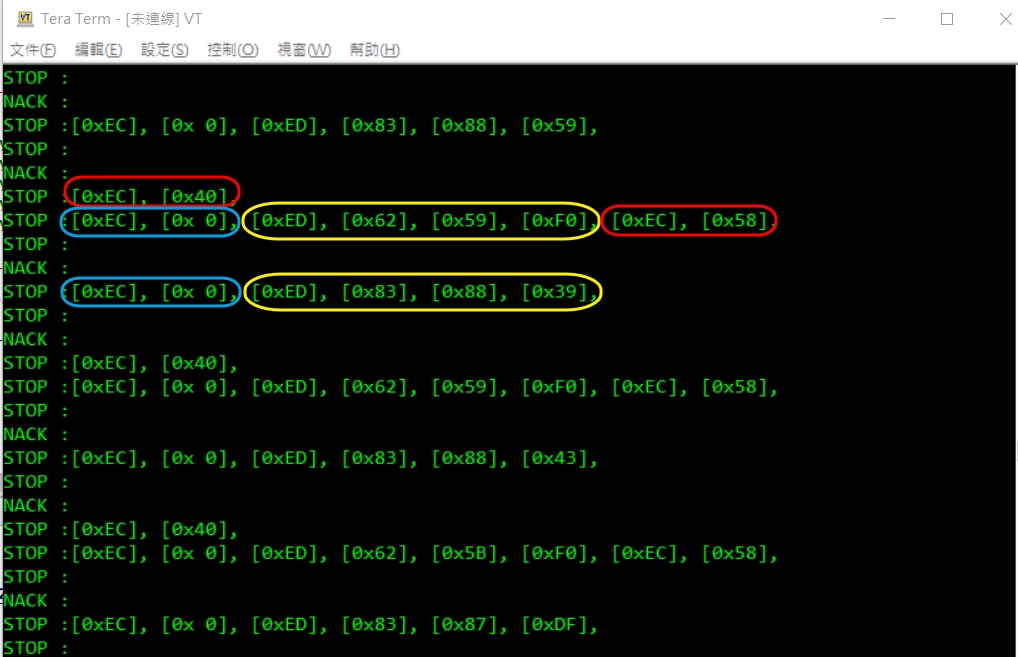 VT Tera Term - [未連線] VT
文件(F) 編輯(E) 設定(S) 控制(O) 視窗(W) 幫助(H)
STOP :
NACK :
STOP :[0xEC], [0x 0], [0xED], [0x83], [0x88], [0x59],
STOP :
NACK :
STOP :[0xEC], [0x40],
STOP :[0xEC], [0x 0], [0xED], [0x62], [0x59], [0xF0], [0xEC], [0x58],
STOP :
NACK :
STOP :[0xEC], [0x 0], [0xED], [0x83], [0x88], [0x39],
STOP :
NACK :
STOP :[0xEC], [0x40],
STOP :[0xEC], [0x 0], [0xED], [0x62], [0x59], [0xF0], [0xEC], [0x58],
STOP :
NACK :
STOP :[0xEC], [0x 0], [0xED], [0x83], [0x88], [0x43],
STOP :
NACK :
STOP :[0xEC], [0x40],
STOP :[0xEC], [0x 0], [0xED], [0x62], [0x5B], [0xF0], [0xEC], [0x58],
STOP :
NACK :
STOP :[0xEC], [0x 0], [0xED], [0x83], [0x87], [0xDF],
STOP :